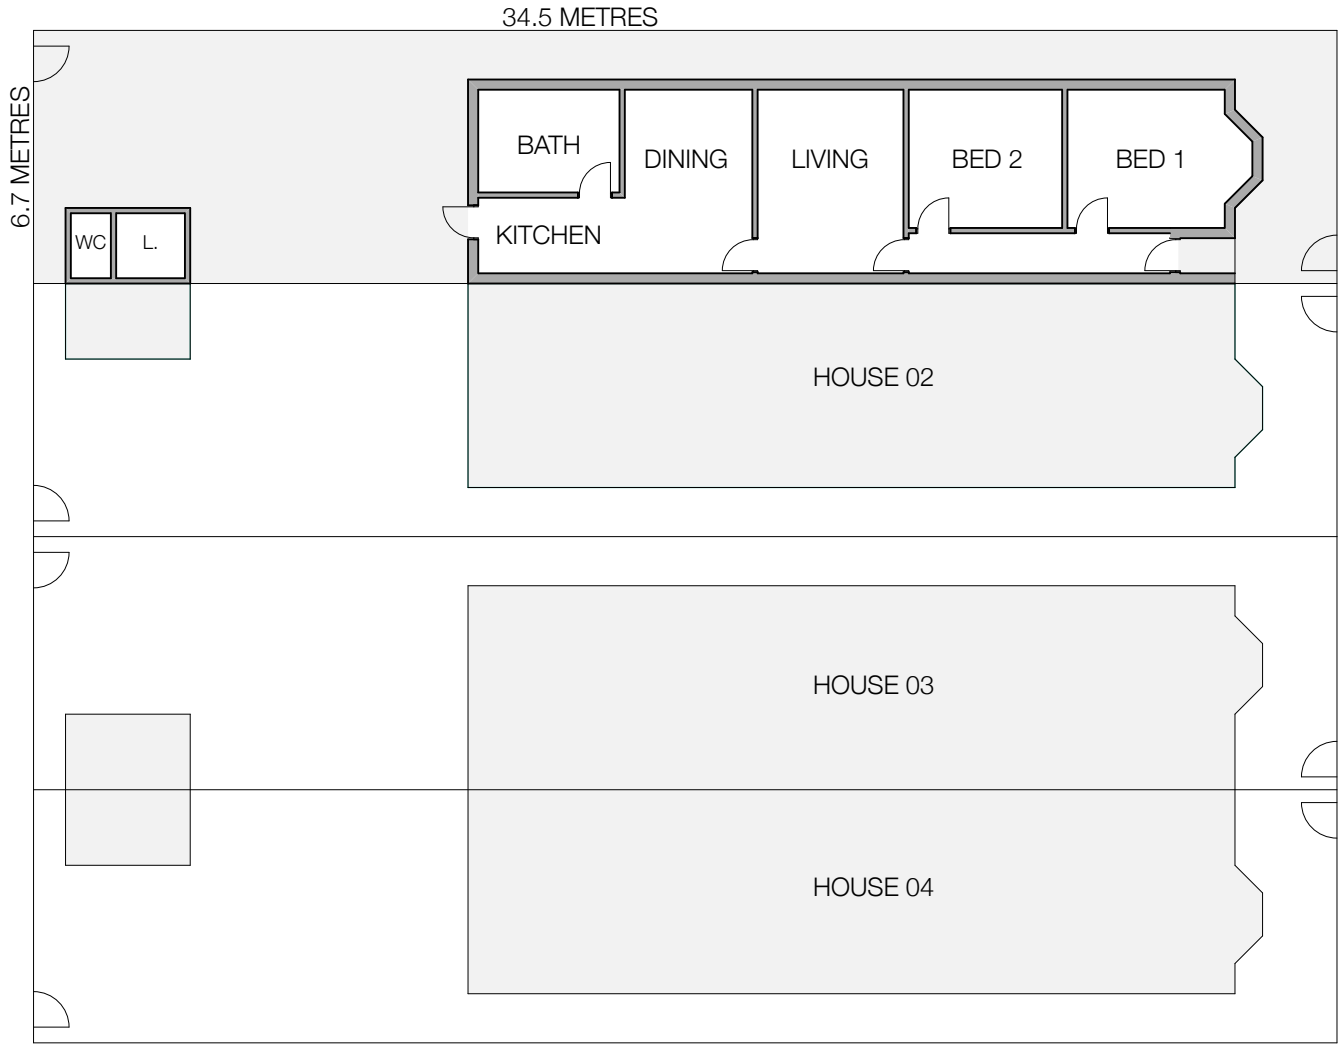 34.5 METRES
6.7 METRES
BATH
DINING
LIVING
BED 2
BED 1
WC
L.
KITCHEN
HOUSE 02
HOUSE 03
HOUSE 04